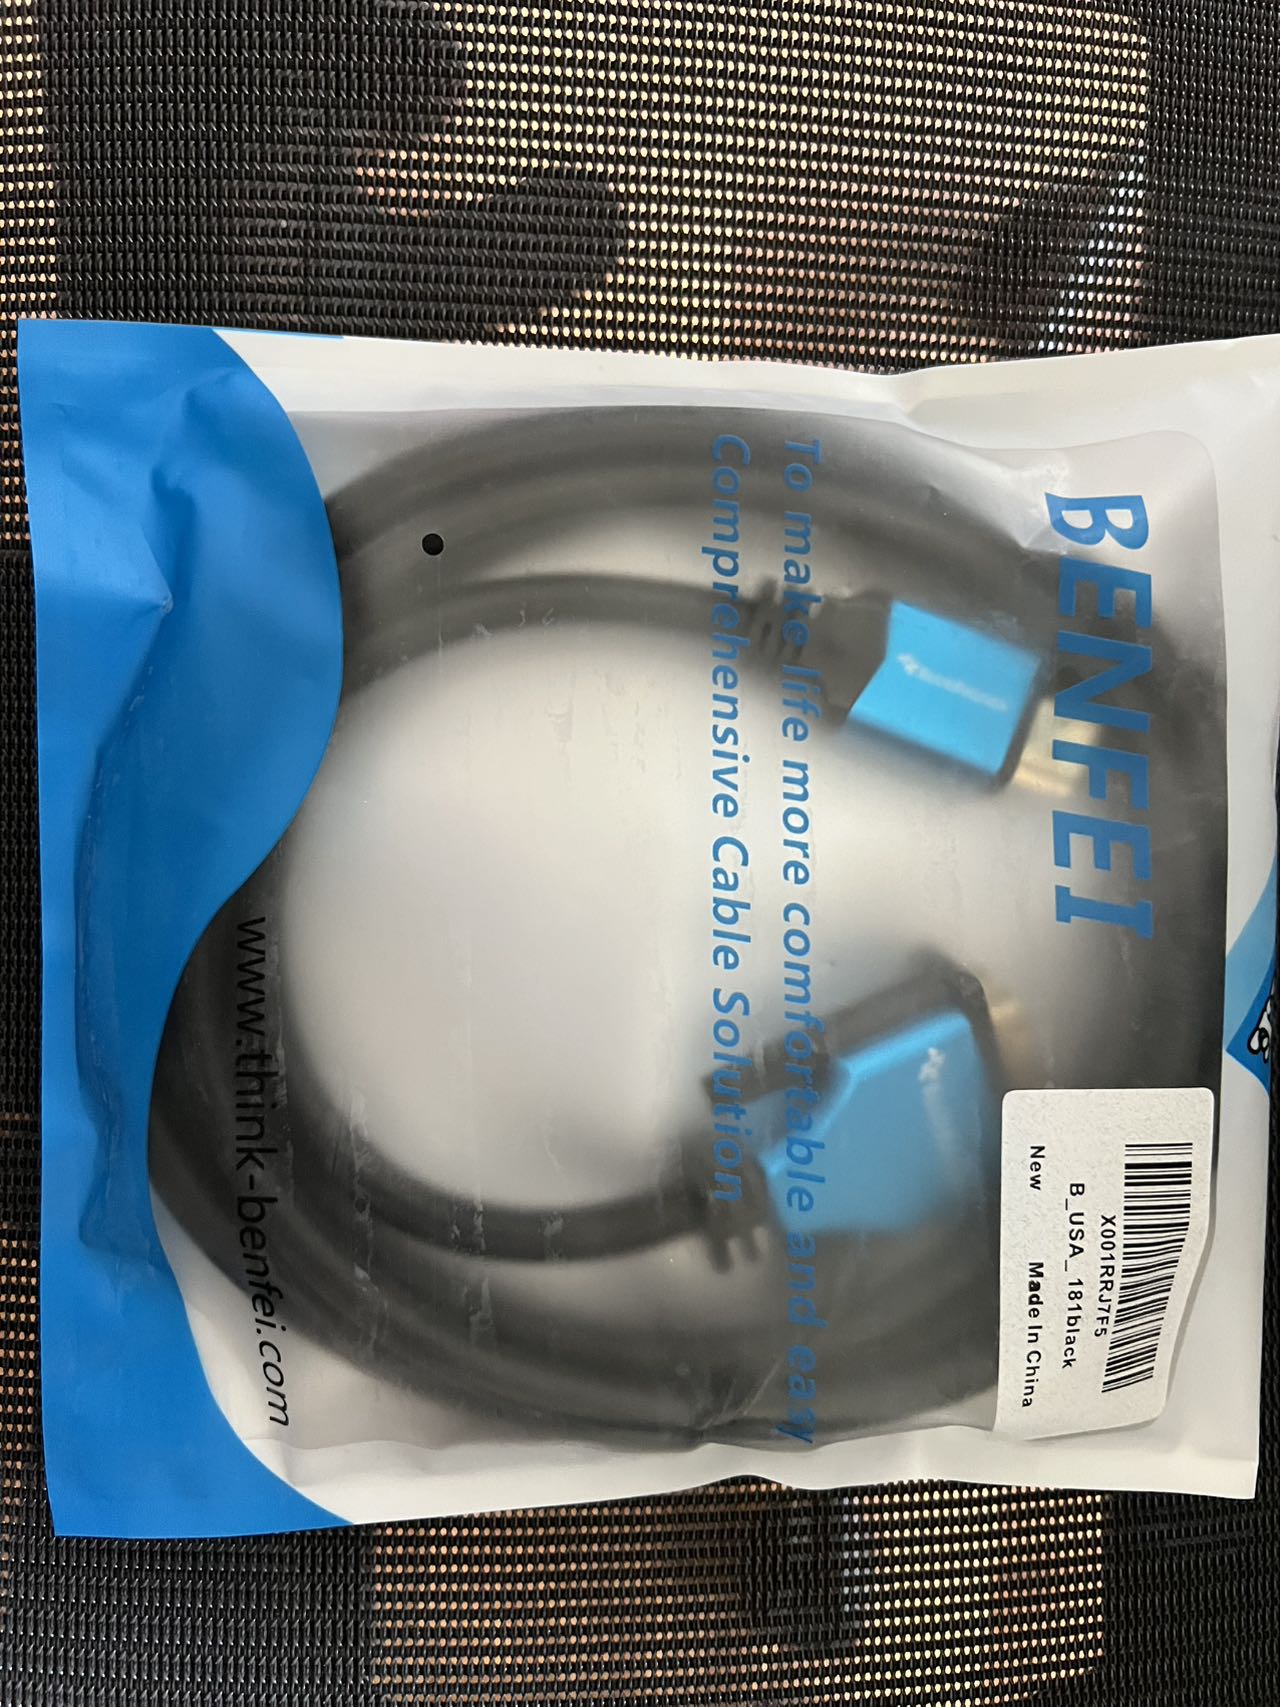 BENFEI
To make life more comfortable and easy
Comprehensive Cable Solution
X001RRJ7F5
B_USA_181black
New Made In China
www.think-benfei.com